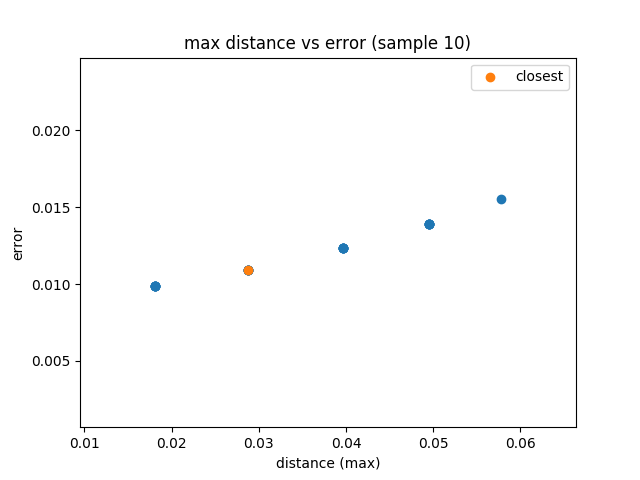 max distance vs error (sample 10)
closest
0.020
0.015
0.010
0.005
error
0.01 0.02 0.03 0.04 0.05 0.06
distance (max)